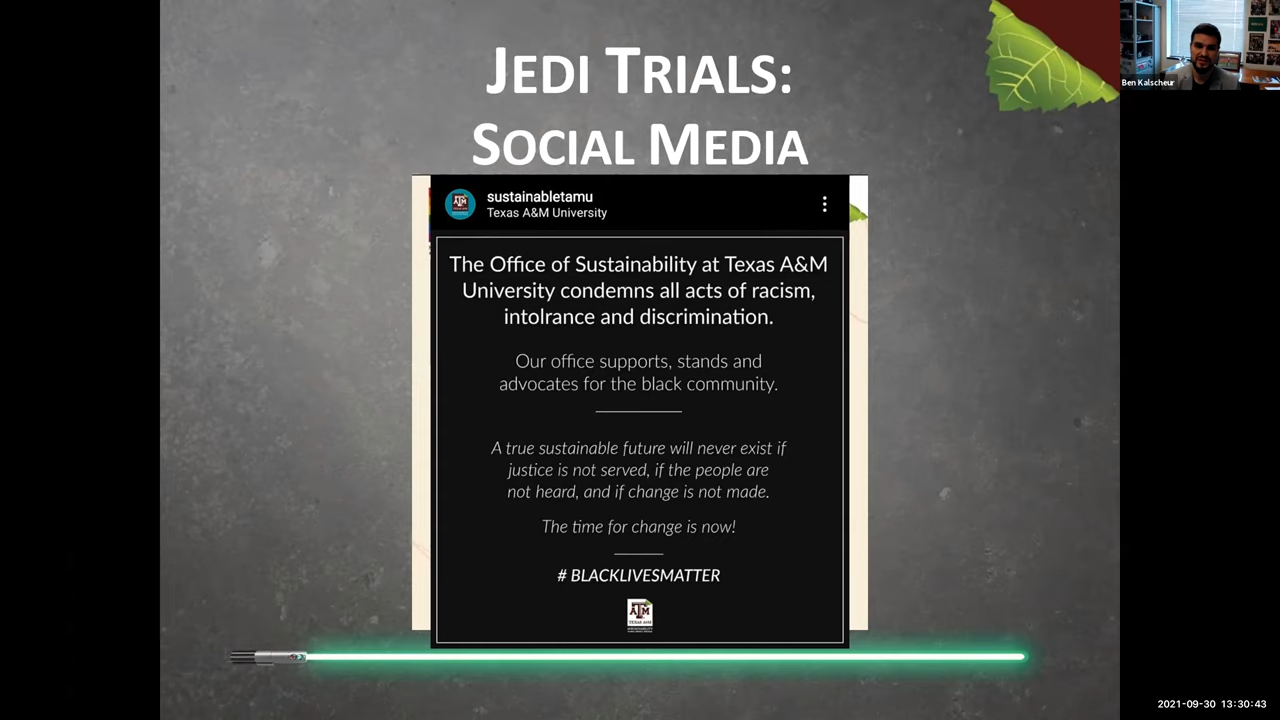 JEDI TRIALS:
SOCIAL MEDIA
Ben Kalscheur
sustainabletamu
Texas A&M University
The Office of Sustainability at Texas A&M
University condemns all acts of racism,
intolrance and discrimination.
Our office supports, stands and
advocates for the black community.
A true sustainable future will never exist if
justice is not served, if the people are
not heard, and if change is not made.
The time for change is now!
# BLACKLIVESMATTER
ATM
TEXAS A&M
2021-09-30 13:30:43